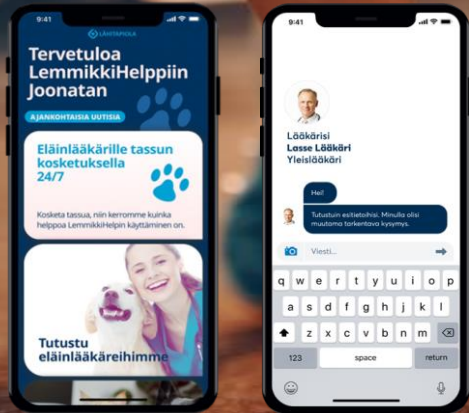 9:41
LÄHITAPIOLA
Tervetuloa
LemmikkiHelppiin
Joonatan
AJANKOHTAISIA UUTISIA
Eläinlääkärille tassun
kosketuksella
24/7
Kosketa tassua, niin kerromme kuinka
helppoa LemmikkiHelpin käyttäminen on.
Tutustu
eläinlääkäreihimme
9:41
Lääkärisi
Lasse Lääkäri
Yleislääkäri
Hei!
Tutustuin esitietoihisi. Minulla olisi
muutama tarkentava kysymys.
Viesti...
q w e r t y u i o p
a s d f g h j k l
z x c v b n m
123 space return